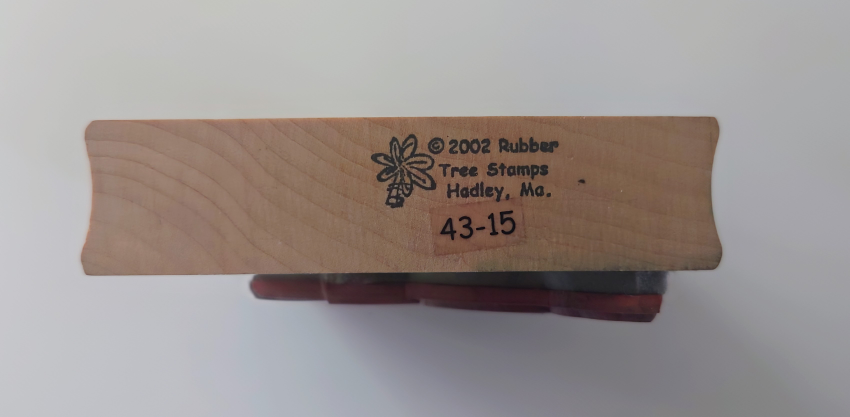 © 2002 Rubber
Tree Stamps
Hadley, Ma.
43-15